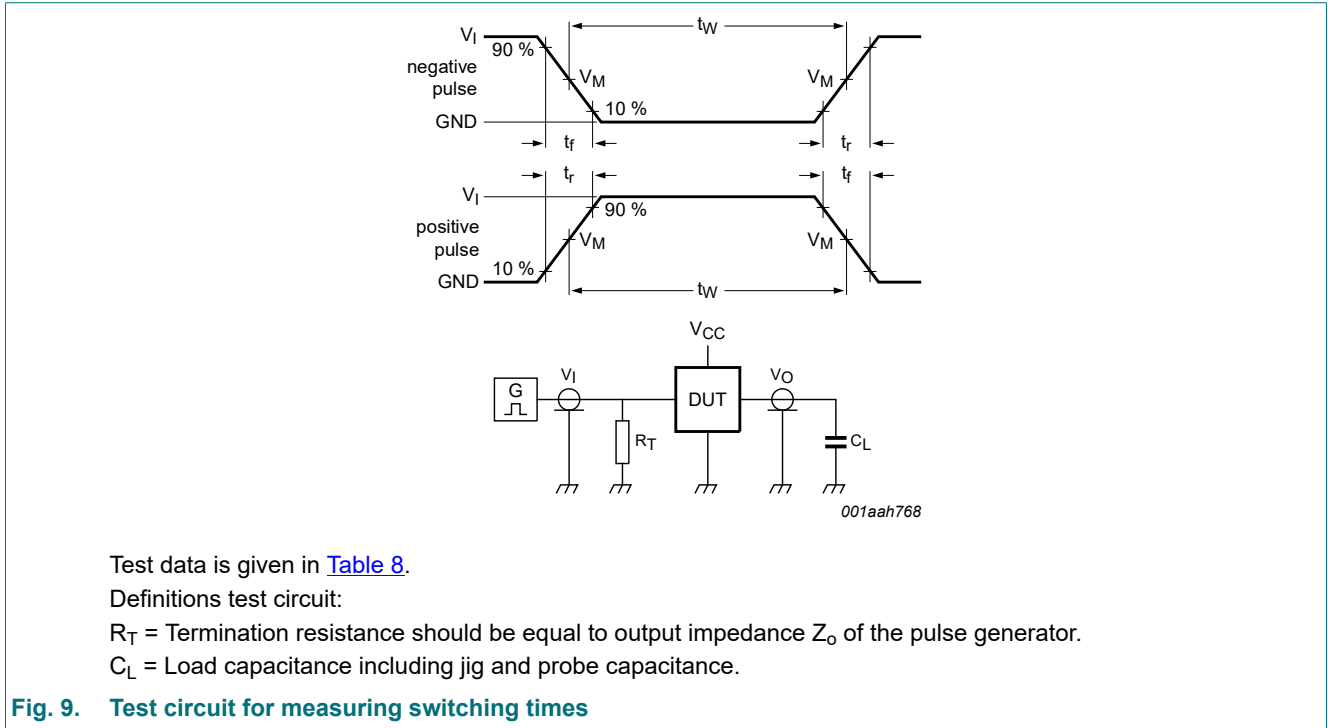 V_I
90 %
t_W
negative
pulse
V_M
V_M
10 %
GND
t_f
t_r
t_r
t_f
V_I
90 %
positive
pulse
V_M
V_M
10 %
GND
t_W
V_CC
G
V_I
DUT
V_O
R_T
C_L
001aah768
Test data is given in Table 8.
Definitions test circuit:
R_T = Termination resistance should be equal to output impedance Z_o of the pulse generator.
C_L = Load capacitance including jig and probe capacitance.
Fig. 9. Test circuit for measuring switching times